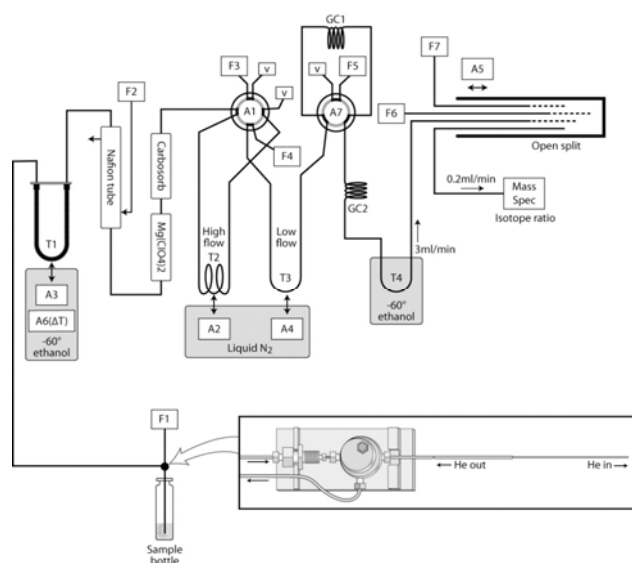 GC1
F3
v
v
F5
F7
A5
F2
v
A1
A7
F6
F4
Open split
Nafion tube
Carbosorb
Mg(ClO4)2
0.2ml/min
Mass
Spec
Isotope ratio
GC2
High
flow
T2
Low
flow
T3
3ml/min
T1
T4
A3
A6(ΔT)
-60°
ethanol
A2
A4
Liquid N2
-60°
ethanol
F1
He out
He in
Sample
bottle